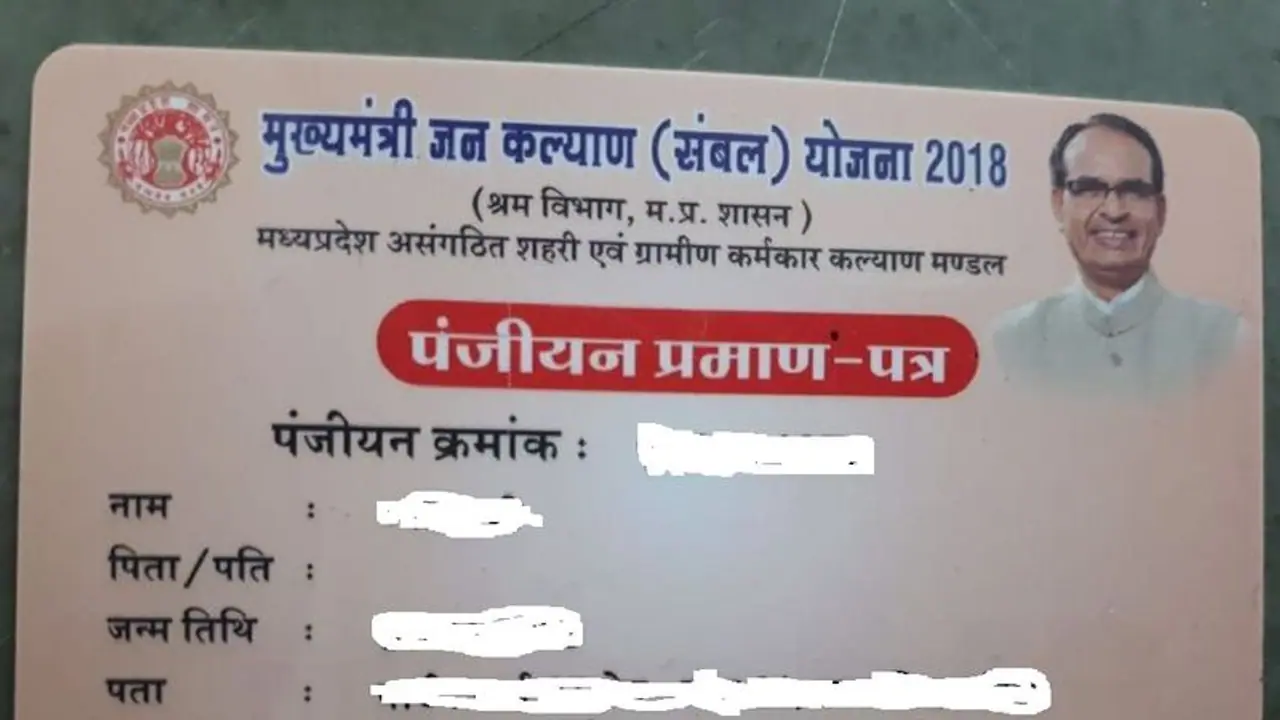 मुख्यमंत्री जन कल्याण (संबल) योजना 2018
(श्रम विभाग, म.प्र. शासन )
मध्यप्रदेश असंगठित शहरी एवं ग्रामीण कर्मकार कल्याण मण्डल
पंजीयन प्रमाण-पत्र
पंजीयन क्रमांक :
नाम :
पिता/पति :
जन्म तिथि :
पता :